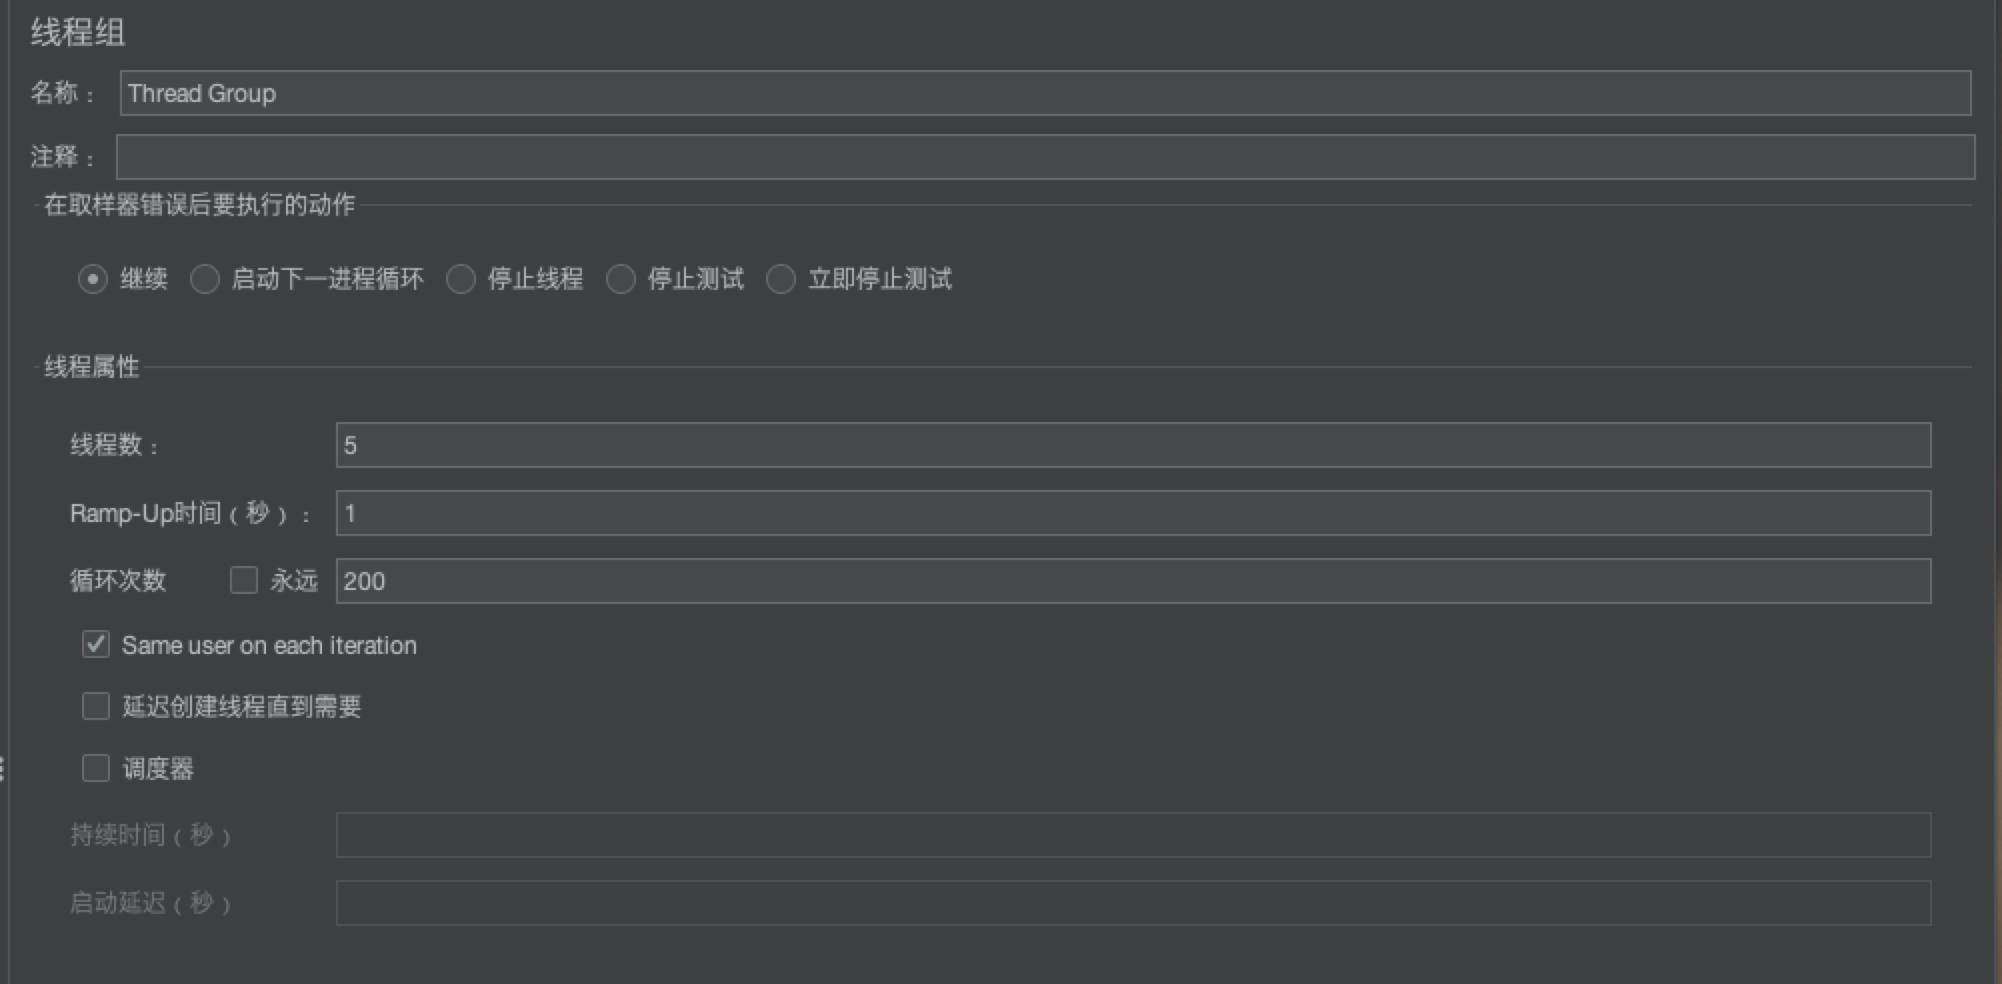 线程组
名称： Thread Group
注释：
在取样器错误后要执行的动作
继续 启动下一进程循环 停止线程 停止测试 立即停止测试
线程属性
线程数： 5
Ramp-Up时间（秒）： 1
循环次数 永远 200
Same user on each iteration
延迟创建线程直到需要
调度器
持续时间（秒）
启动延迟（秒）